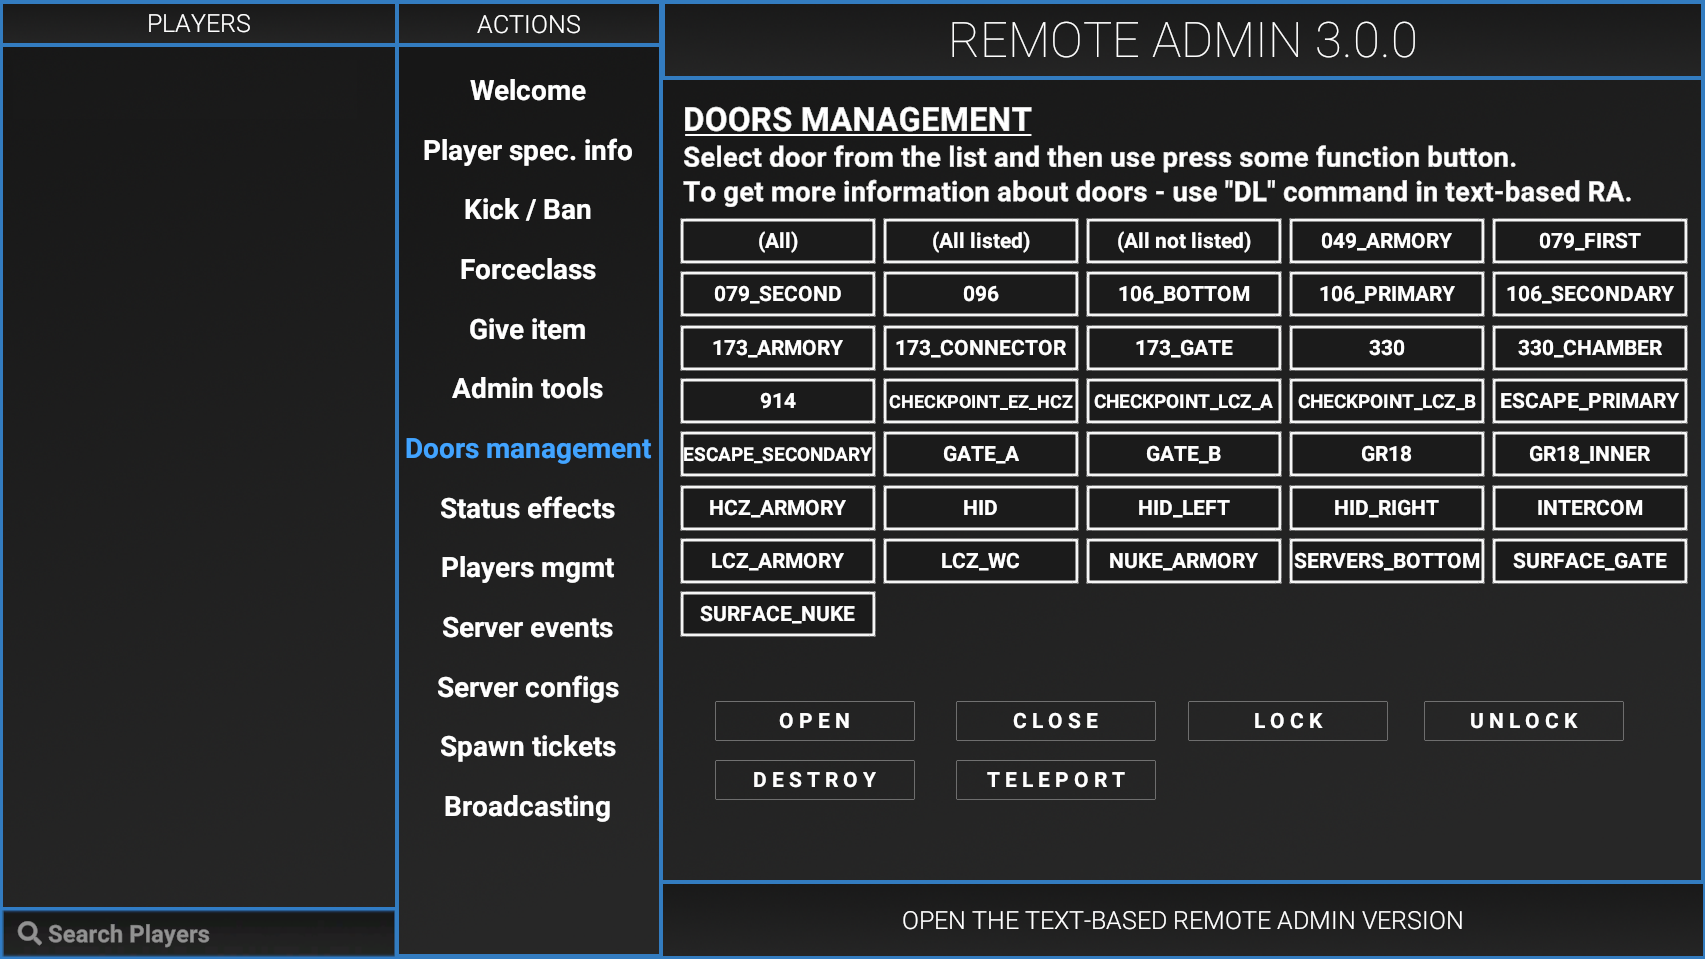 PLAYERS
ACTIONS
REMOTE ADMIN 3.0.0
Welcome
Player spec. info
Kick / Ban
Forceclass
Give item
Admin tools
Doors management
Status effects
Players mgmt
Server events
Server configs
Spawn tickets
Broadcasting
DOORS MANAGEMENT
Select door from the list and then use press some function button.
To get more information about doors - use "DL" command in text-based RA.
(All) (All listed) (All not listed) 049_ARMORY 079_FIRST
079_SECOND 096 106_BOTTOM 106_PRIMARY 106_SECONDARY
173_ARMORY 173_CONNECTOR 173_GATE 330 330_CHAMBER
914 CHECKPOINT_EZ_HCZ CHECKPOINT_LCZ_A CHECKPOINT_LCZ_B ESCAPE_PRIMARY
ESCAPE_SECONDARY GATE_A GATE_B GR18 GR18_INNER
HCZ_ARMORY HID HID_LEFT HID_RIGHT INTERCOM
LCZ_ARMORY LCZ_WC NUKE_ARMORY SERVERS_BOTTOM SURFACE_GATE
SURFACE_NUKE
OPEN CLOSE LOCK UNLOCK
DESTROY TELEPORT
Search Players
OPEN THE TEXT-BASED REMOTE ADMIN VERSION